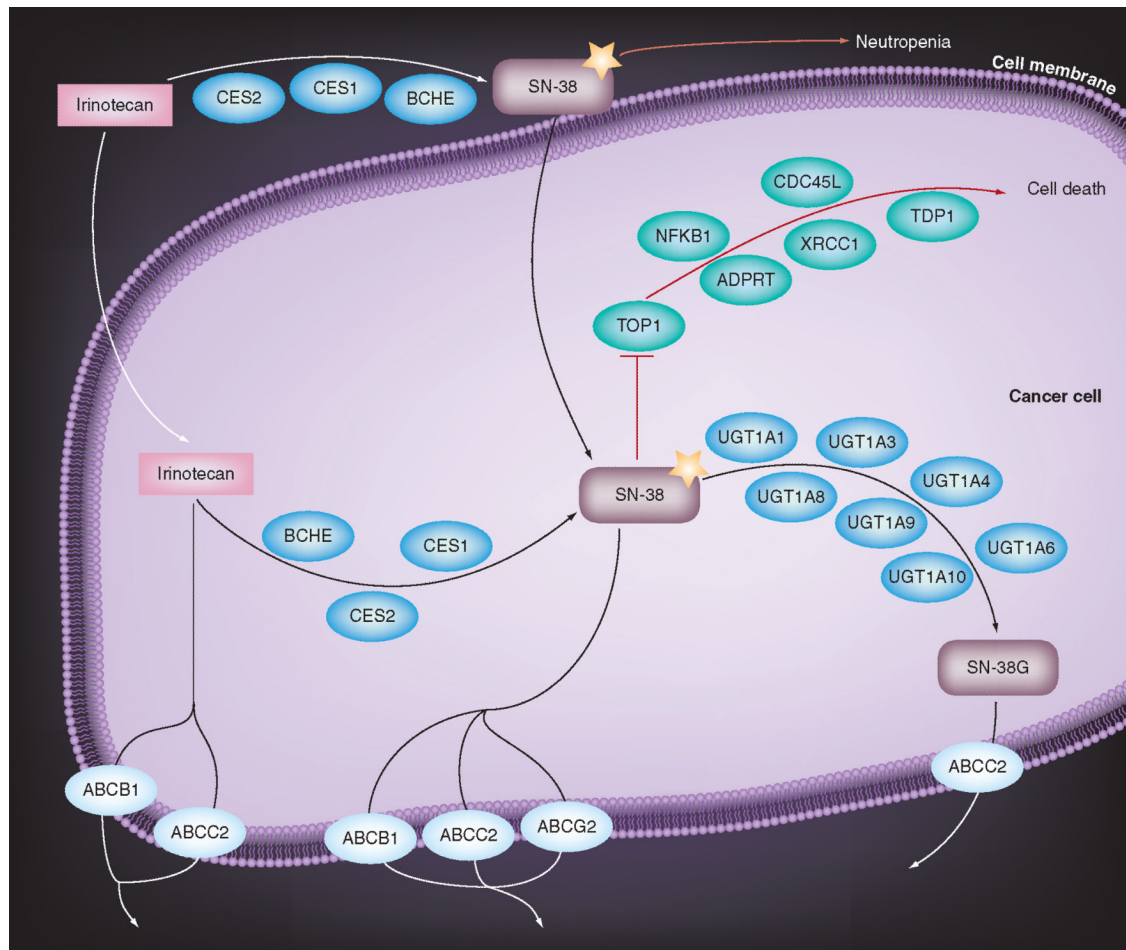 Neutropenia
Cell membrane
SN-38
CES1
CES2
BCHE
Irinotecan
CDC45L
Cell death
TDP1
NFKB1
XRCC1
ADPRT
TOP1
Cancer cell
UGT1A1
UGT1A3
Irinotecan
UGT1A4
SN-38
UGT1A8
UGT1A9
BCHE
CES1
UGT1A6
UGT1A10
CES2
SN-38G
ABCC2
ABCB1
ABCC2
ABCB1
ABCC2
ABCG2